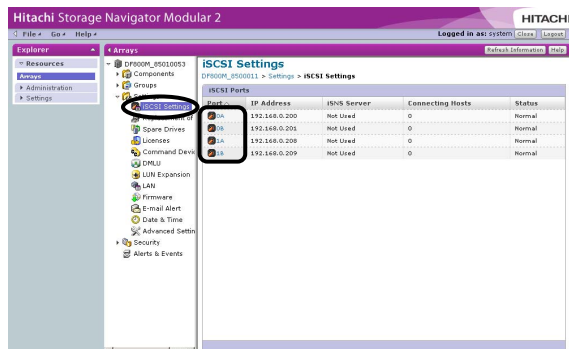 Hitachi Storage Navigator Modular 2
HITACHI
File Go Help
Logged in as: system Close Logout
Explorer
Arrays
Refresh Information Help
Resources
Arrays
Administration
Settings
DF800M_85010053
Components
Groups
iSCSI Settings
Spare Drives
Licenses
Command Devic
DMLU
LUN Expansion
LAN
Firmware
E-mail Alert
Date & Time
Advanced Settin
Security
Alerts & Events
iSCSI Settings
DF800M_8500011 > Settings > iSCSI Settings
iSCSI Ports
Port IP Address iSNS Server Connecting Hosts Status
0A 192.168.0.200 Not Used 0 Normal
0B 192.168.0.201 Not Used 0 Normal
1A 192.168.0.208 Not Used 0 Normal
1B 192.168.0.209 Not Used 0 Normal